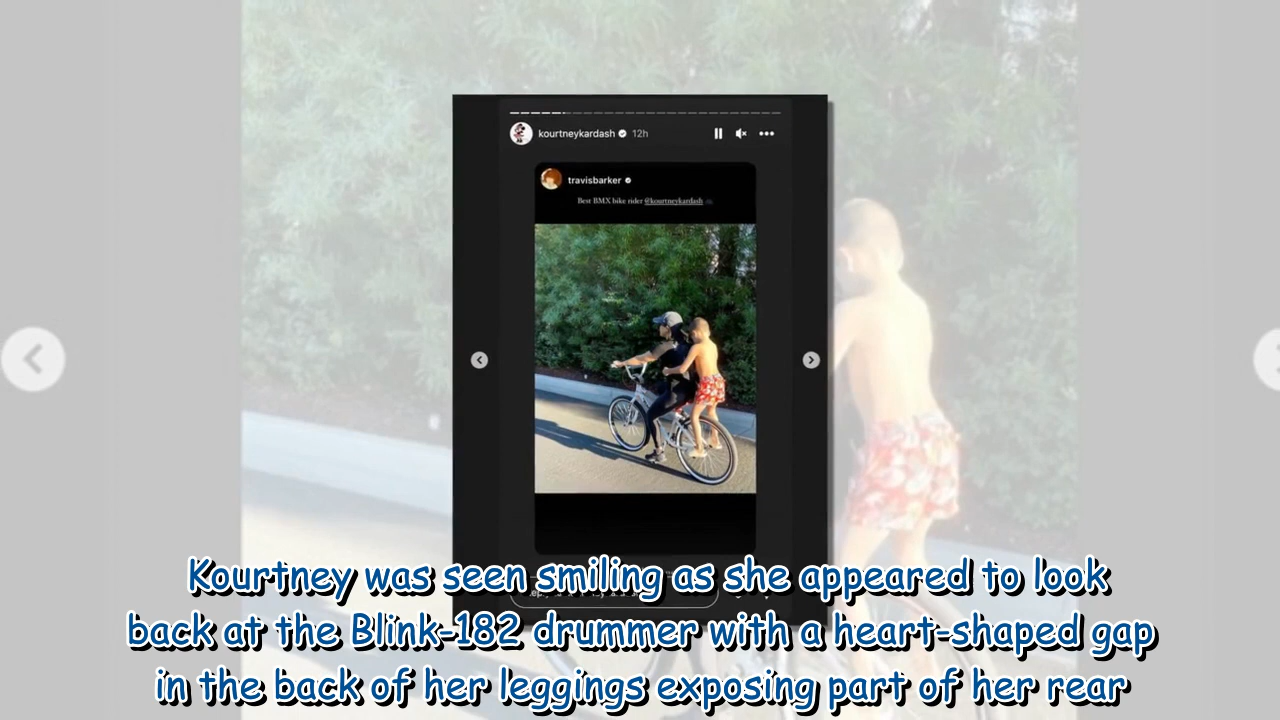 kourtneykardash 12h
travisbarker
Best BMX bike rider @kourtneykardash
Kourtney was seen smiling as she appeared to look
back at the Blink-182 drummer with a heart-shaped gap
in the back of her leggings exposing part of her rear